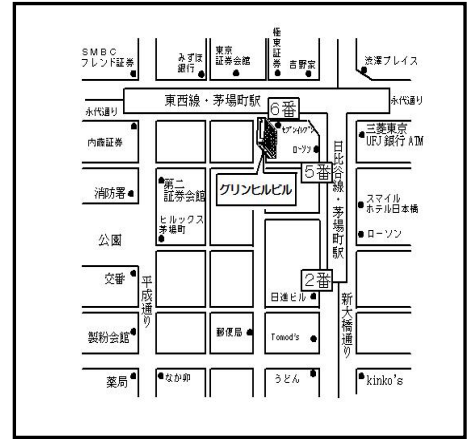 SMBC
フレンド証券
みずほ
銀行
東京
証券会館
極東証券
吉野家
渋澤プレイス
東西線・茅場町駅
6番
永代通り
永代通り
内藤証券
セブンイレブン
ローソン
日比谷線・茅場町駅
三菱東京
UFJ銀行ATM
5番
グリンヒルビル
消防署
第二
証券会館
ヒルックス
茅場町
スマイル
ホテル日本橋
ローソン
公園
交番
平成通り
2番
日進ビル
新大橋通り
製粉会館
郵便局
Tomod's
薬局
なか卯
うどん
kinko's